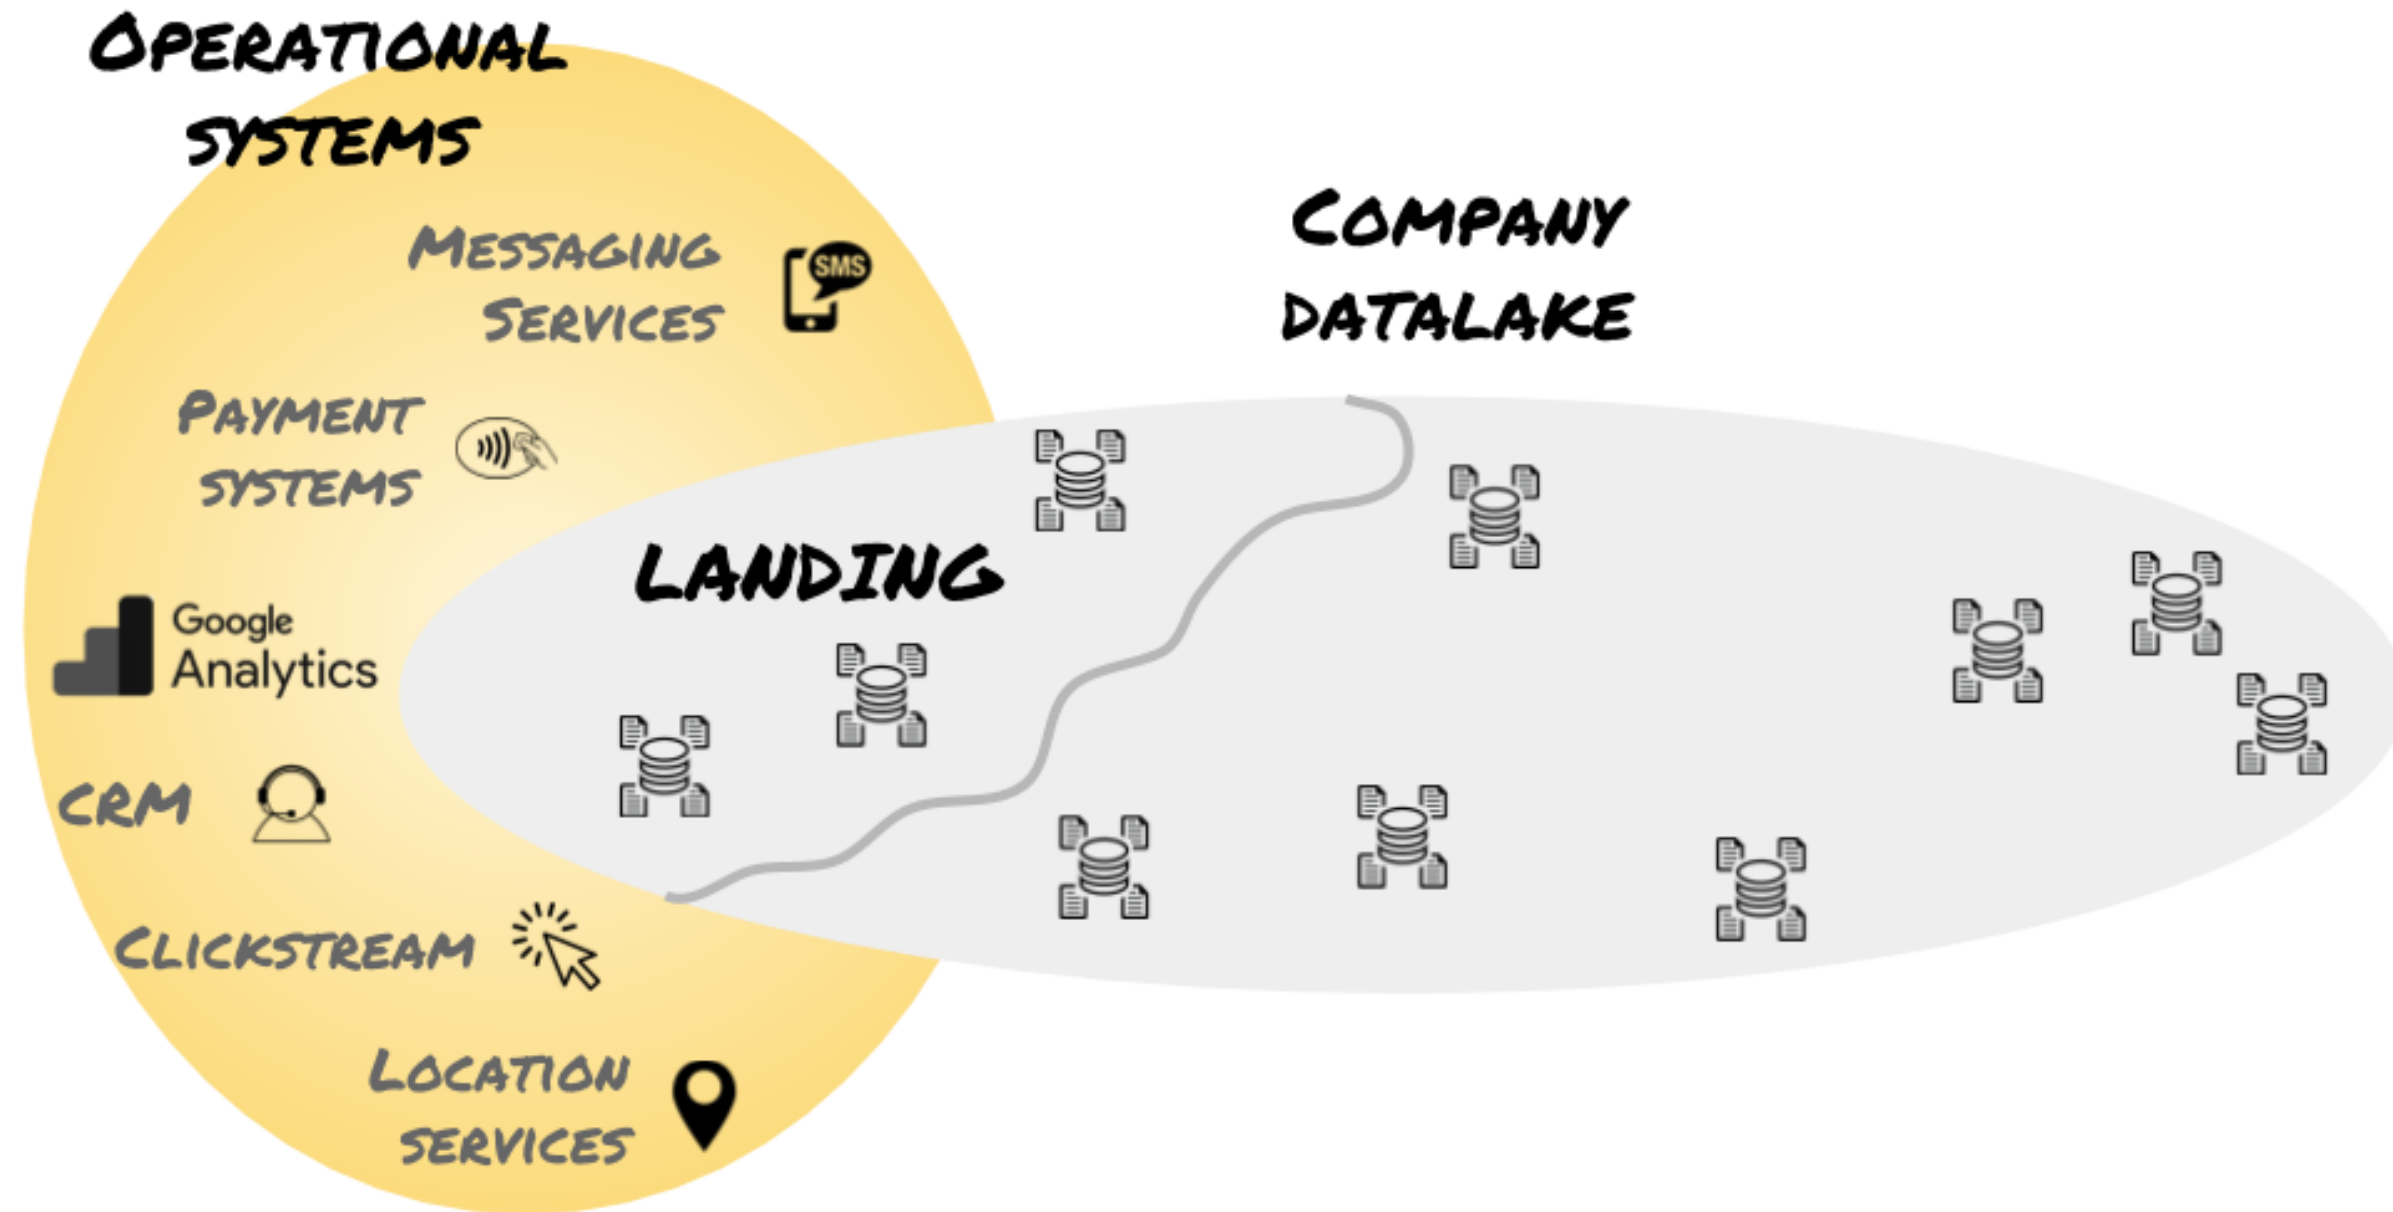 OPERATIONAL
SYSTEMS
MESSAGING
SERVICES
SMS
PAYMENT
SYSTEMS
Google
Analytics
CRM
CLICKSTREAM
LOCATION
SERVICES
COMPANY
DATALAKE
LANDING